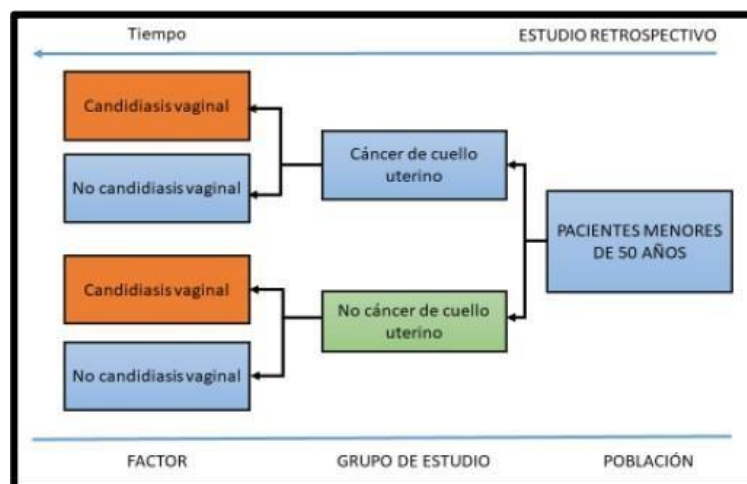 Tiempo
ESTUDIO RETROSPECTIVO
Candidiasis vaginal
No candidiasis vaginal
Cáncer de cuello
uterino
PACIENTES MENORES
DE 50 AÑOS
Candidiasis vaginal
No candidiasis vaginal
No cáncer de cuello
uterino
FACTOR
GRUPO DE ESTUDIO
POBLACIÓN